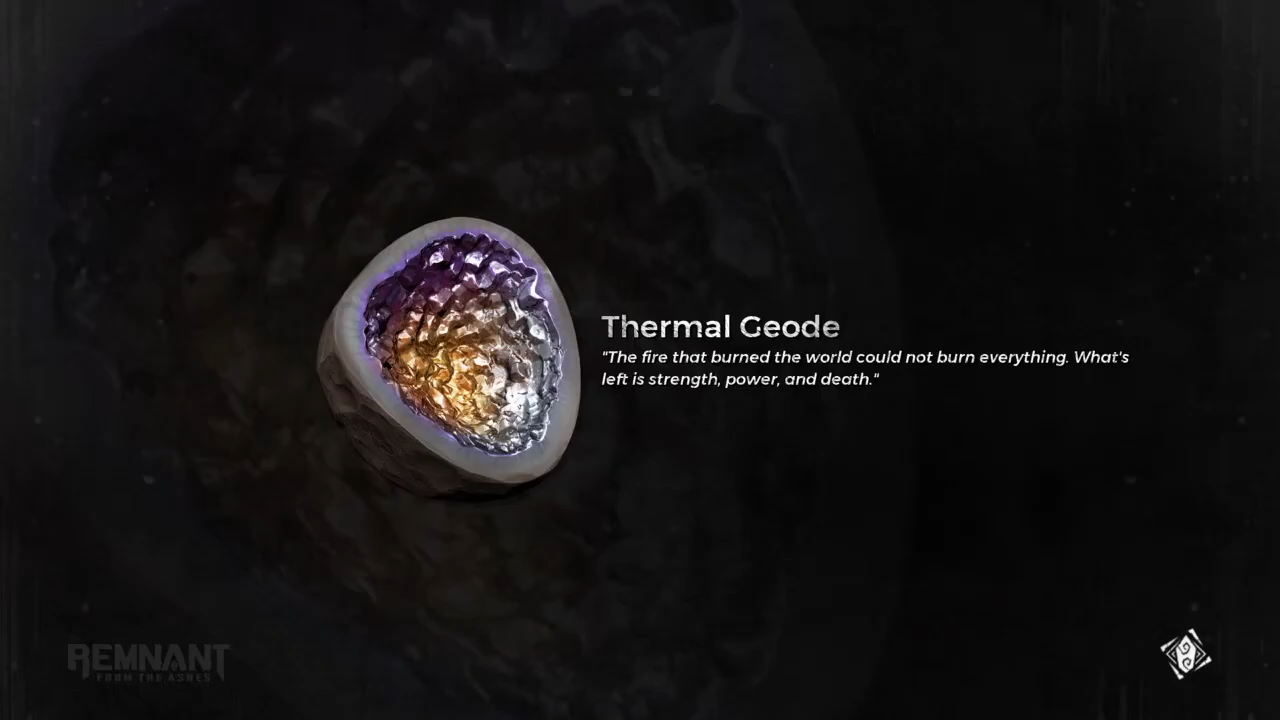 Thermal Geode
"The fire that burned the world could not burn everything. What's
left is strength, power, and death."
REMNANT
FROM THE ASHES